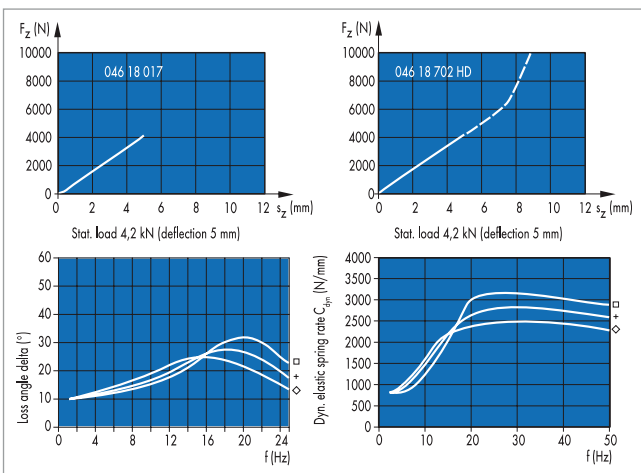 F_z (N)
10000
8000
6000
4000
2000
0
046 18 017
0 2 4 6 8 10 12 s_z (mm)
Stat. load 4,2 kN (deflection 5 mm)
F_z (N)
10000
8000
6000
4000
2000
0
046 18 702 HD
0 2 4 6 8 10 12 s_z (mm)
Stat. load 4,2 kN (deflection 5 mm)
Loss angle delta (°)
60
50
40
30
20
10
0
0 4 8 12 16 20 24
f (Hz)
Dyn. elastic spring rate C_dyn (N/mm)
4000
3500
3000
2500
2000
1500
1000
500
0
0 10 20 30 40 50
f (Hz)